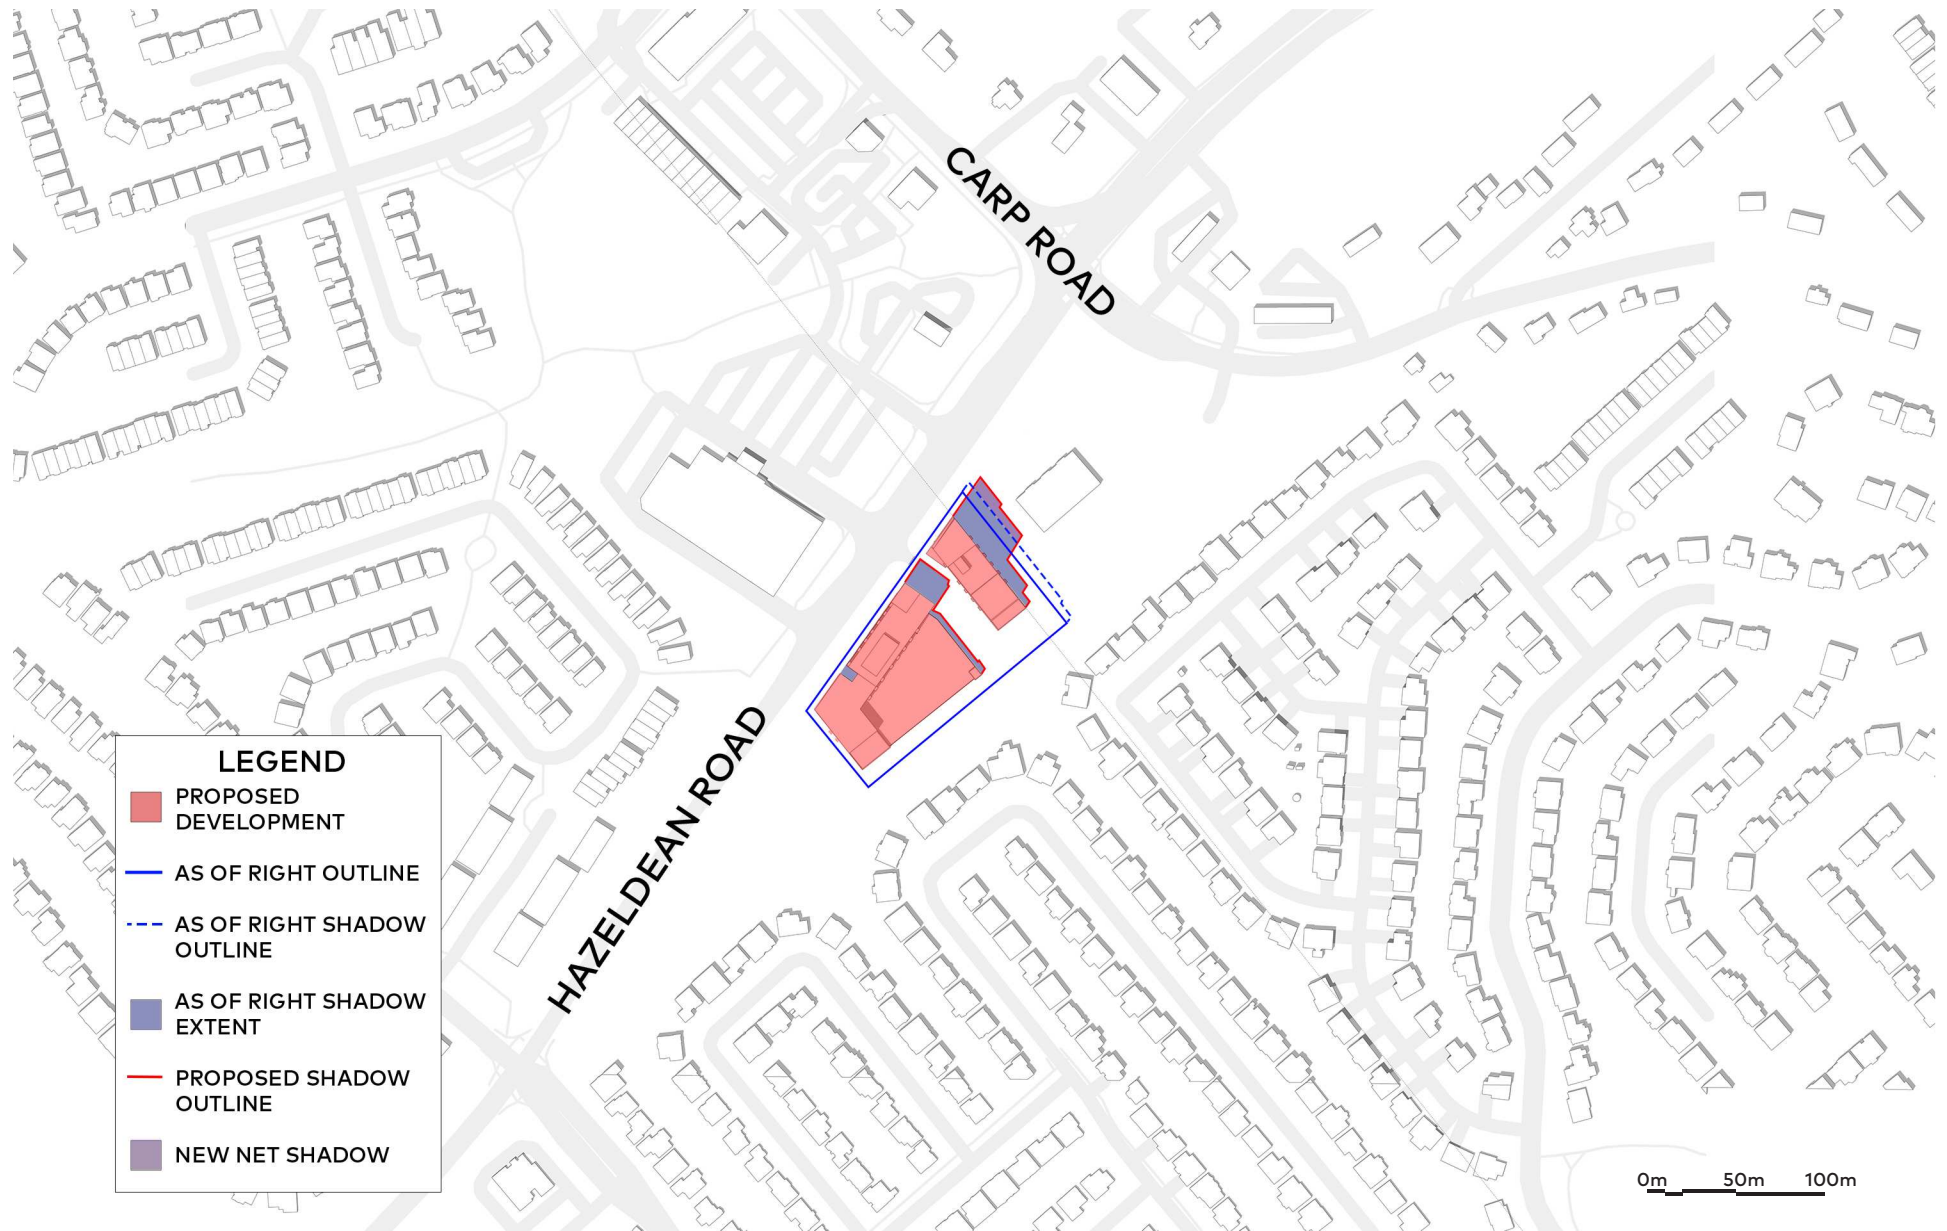 CARP ROAD
HAZELDEAN ROAD
LEGEND
PROPOSED
DEVELOPMENT
AS OF RIGHT OUTLINE
AS OF RIGHT SHADOW
OUTLINE
AS OF RIGHT SHADOW
EXTENT
PROPOSED SHADOW
OUTLINE
NEW NET SHADOW
0m 50m 100m